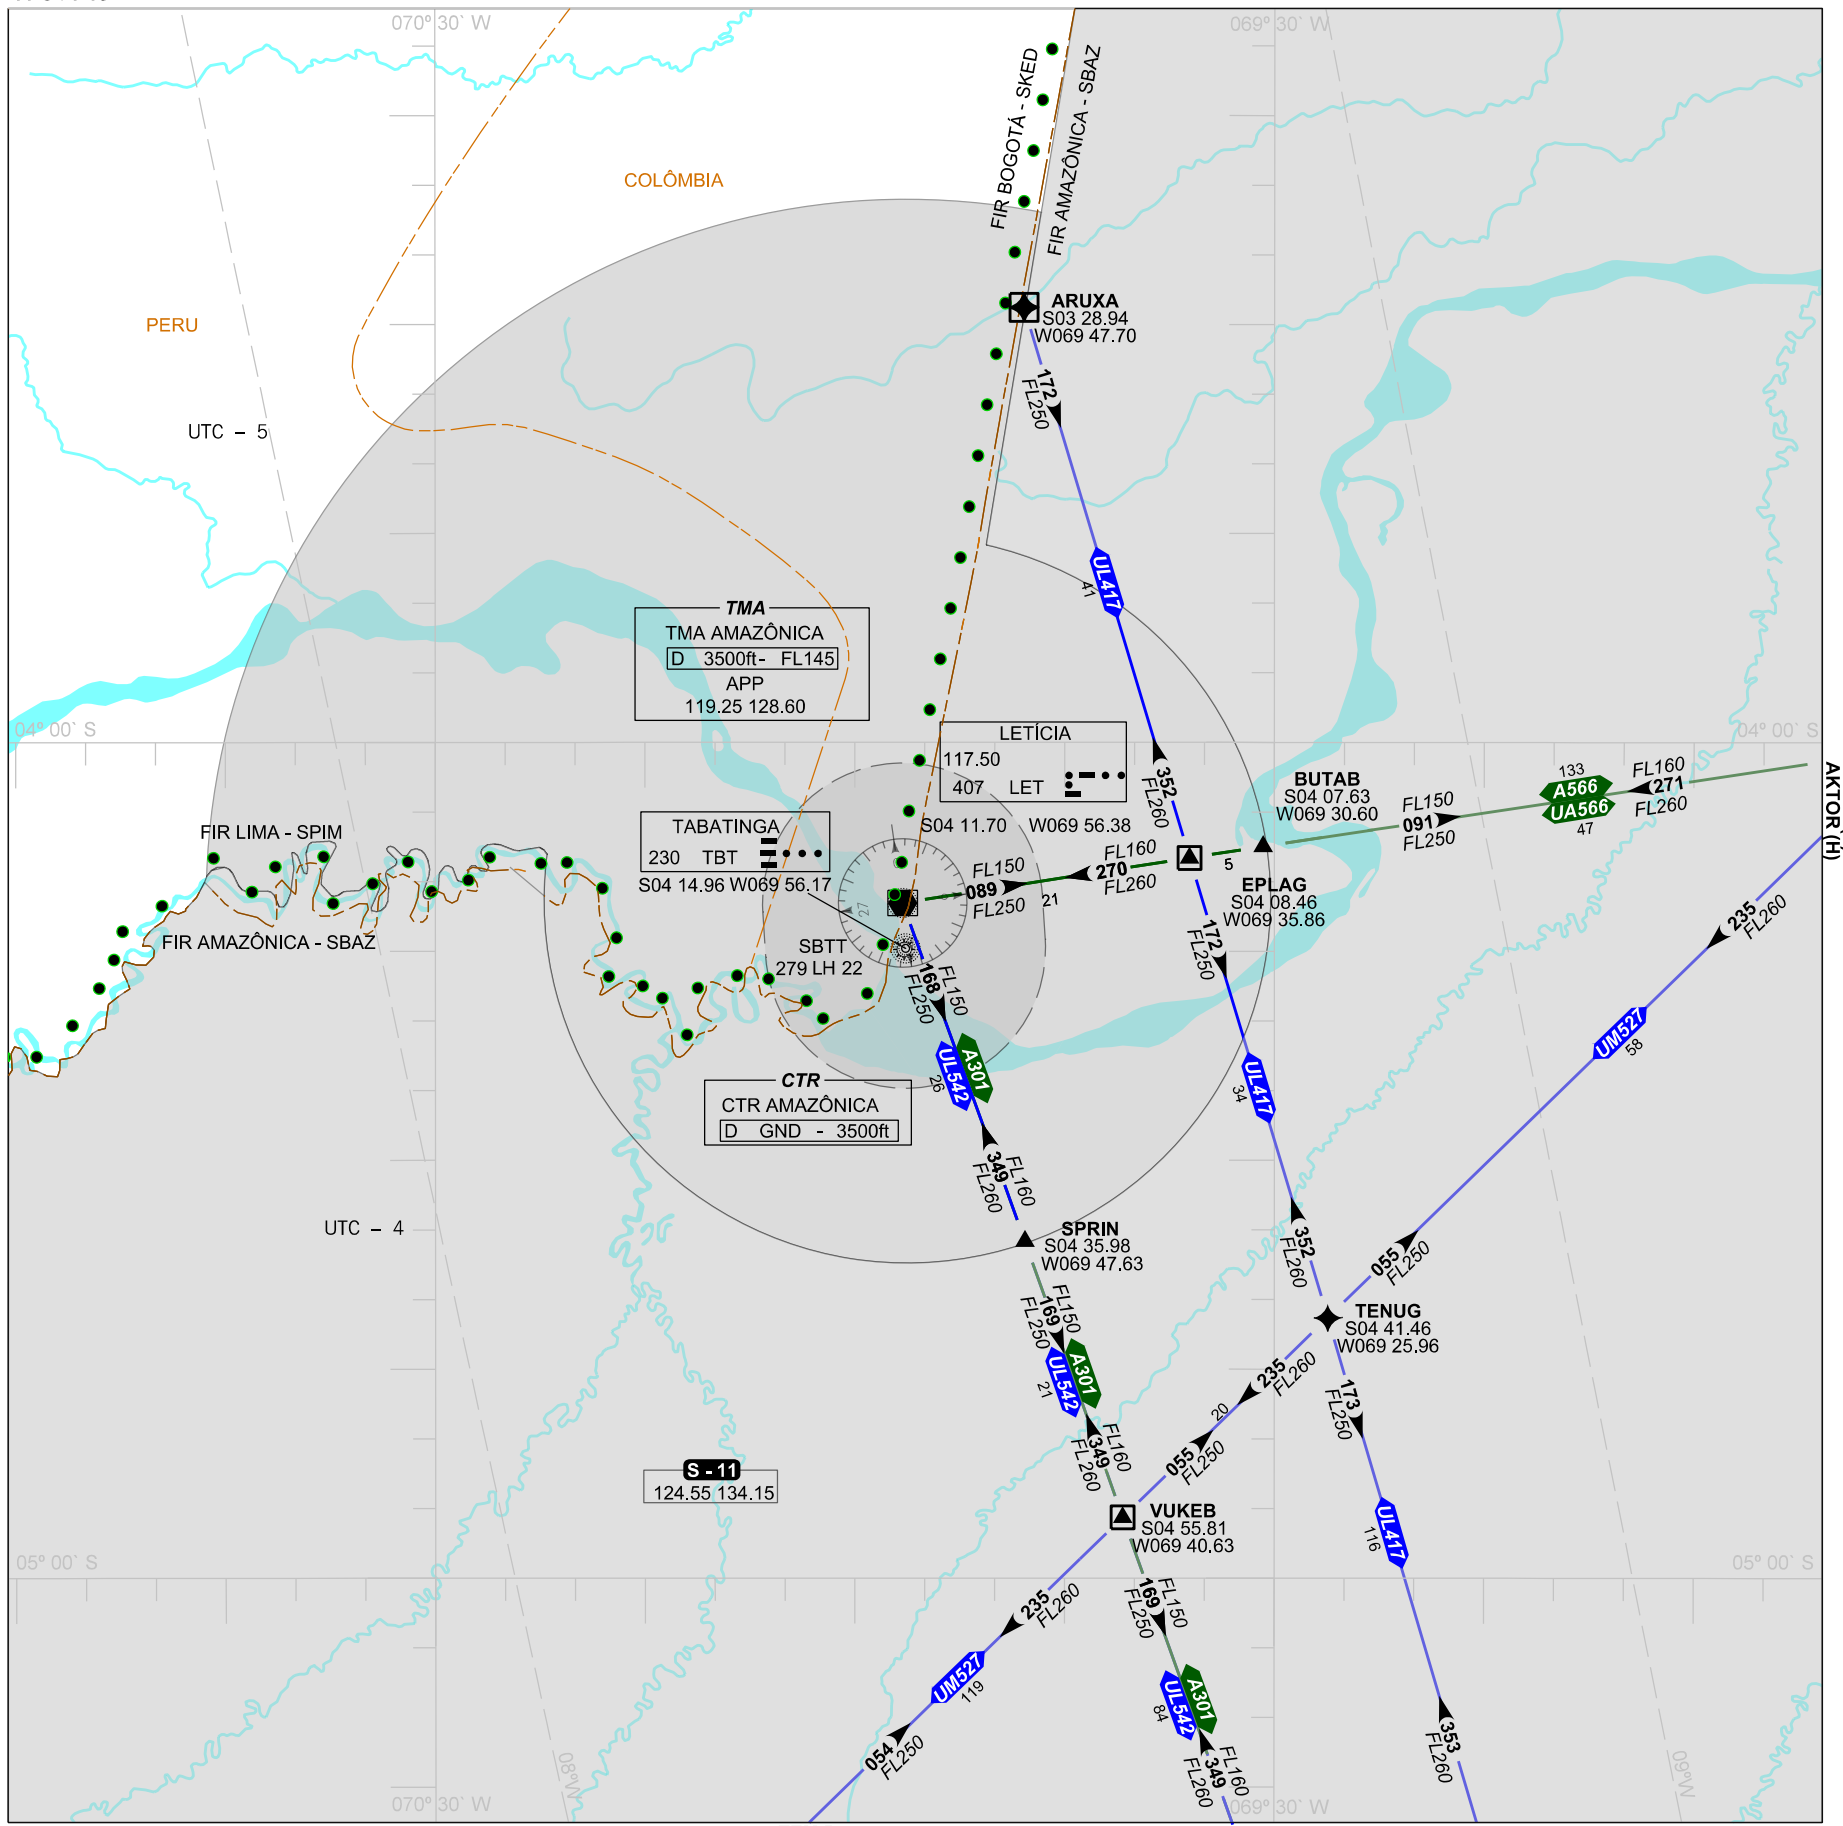 070° 30` W
069° 30` W
FIR BOGOTÁ - SKED
FIR AMAZÔNICA - SBAZ
COLÔMBIA
PERU
UTC - 5
ARUXA
S03 28.94
W069 47.70
172
FL250
UL417
41
TMA
TMA AMAZÔNICA
D 3500ft- FL145
APP
119.25 128.60
04° 00` S
04° 00` S
LETÍCIA
117.50
407 LET
S04 11.70 W069 56.38
352
FL260
BUTAB
S04 07.63
W069 30.60
133
A566
UA566
47
FL160
271
FL260
FL150
091
FL250
AKTOR (H)
TABATINGA
230 TBT
S04 14.96 W069 56.17
FIR LIMA - SPIM
FIR AMAZÔNICA - SBAZ
FL150
089
FL250
21
FL160
270
FL260
5
EPLAG
S04 08.46
W069 35.86
27
SBTT
279 LH 22
172
FL250
235
FL260
168
FL150
FL250
A301
UL542
26
UM527
58
UL417
34
CTR
CTR AMAZÔNICA
D GND - 3500ft
349
FL160
FL260
UTC - 4
SPRIN
S04 35.98
W069 47.63
352
FL260
055
FL250
TENUG
S04 41.46
W069 25.96
169
FL150
FL250
A301
UL542
21
235
FL260
20
055
FL250
173
FL250
349
FL160
FL260
S - 11
124.55 134.15
VUKEB
S04 55.81
W069 40.63
UL417
116
05° 00` S
05° 00` S
235
FL260
169
FL150
FL250
UM527
119
A301
UL542
84
054
FL250
349
FL160
FL260
353
FL260
08°W
09°W
070° 30` W
069° 30` W